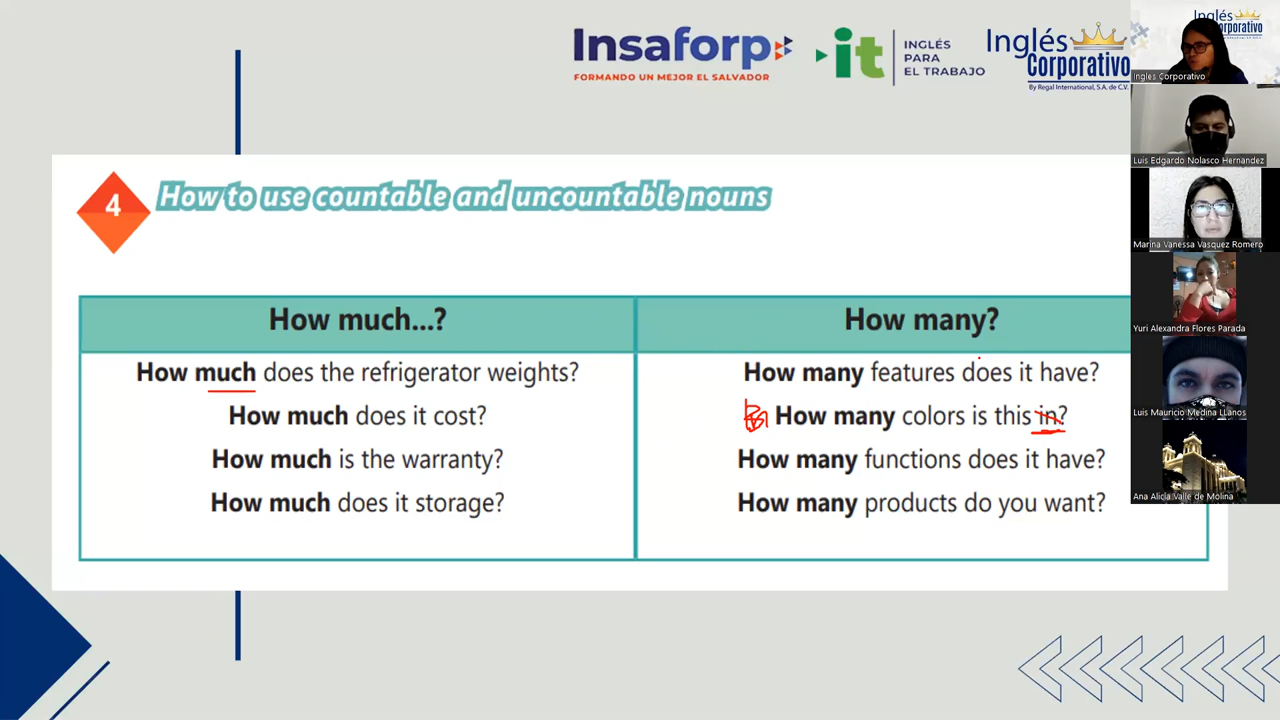 Insaforp
FORMANDO UN MEJOR EL SALVADOR
it
INGLÉS
PARA
EL TRABAJO
Inglés
Corporativo
By Regal International, S.A. de C.V.
Inglés
Corporativo
Ingles Corporativo
Luis Edgardo Nolasco Hernandez
Marina Vanessa Vasquez Romero
Yuri Alexandra Flores Parada
Luis Mauricio Medina LLanos
Ana Alicia Valle de Molina
4
How to use countable and uncountable nouns
How much...?
How much does the refrigerator weights?
How much does it cost?
How much is the warranty?
How much does it storage?
How many?
How many features does it have?
How many colors is this in?
How many functions does it have?
How many products do you want?